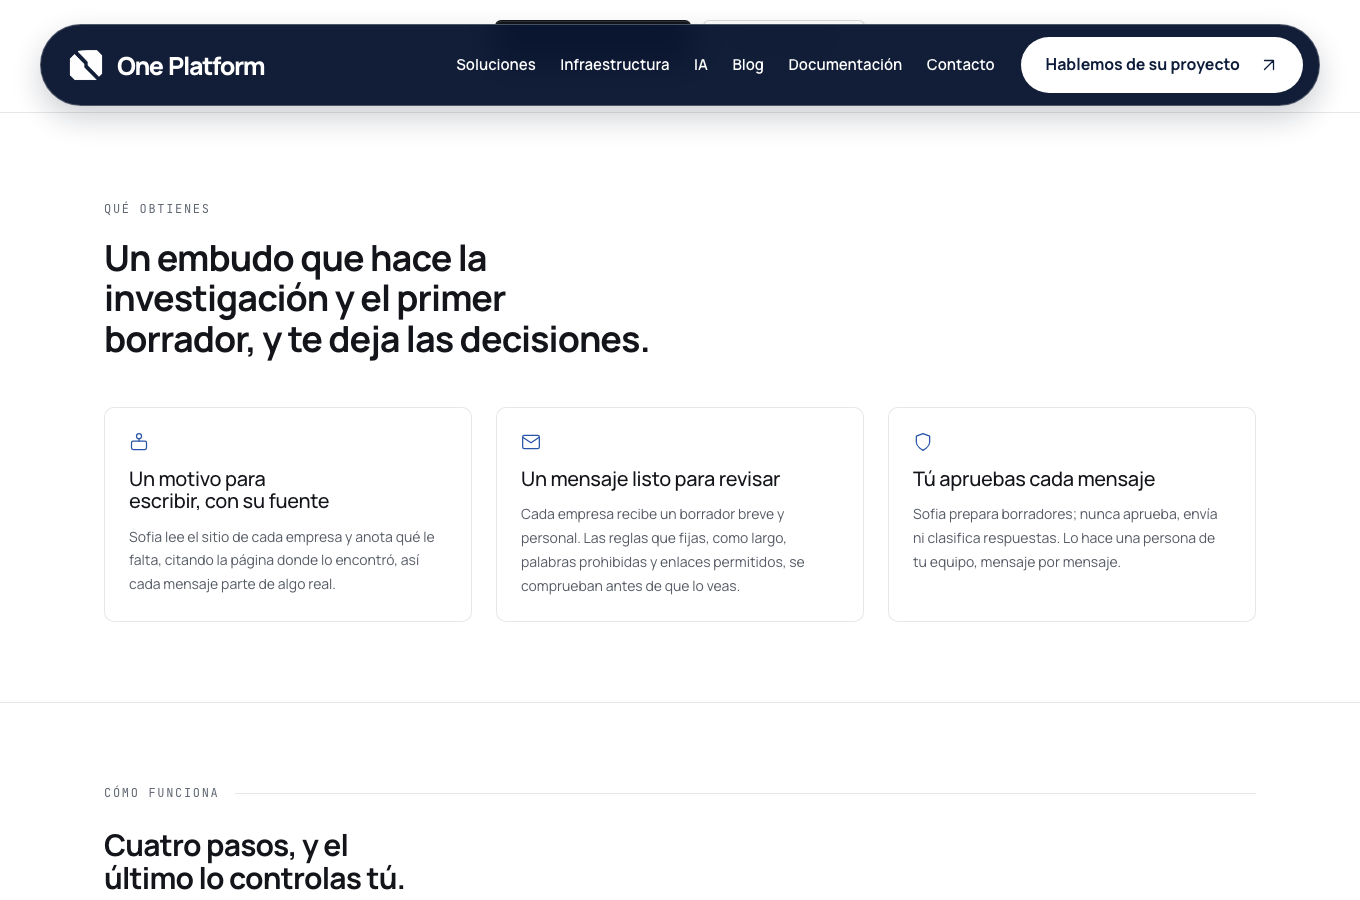 One Platform
Soluciones
Infraestructura
IA
Blog
Documentación
Contacto
Hablemos de su proyecto
QUÉ OBTIENES
Un embudo que hace la
investigación y el primer
borrador, y te deja las decisiones.
Un motivo para
escribir, con su fuente
Sofia lee el sitio de cada empresa y anota qué le
falta, citando la página donde lo encontró, así
cada mensaje parte de algo real.
Un mensaje listo para revisar
Cada empresa recibe un borrador breve y
personal. Las reglas que fijas, como largo,
palabras prohibidas y enlaces permitidos, se
comprueban antes de que lo veas.
Tú apruebas cada mensaje
Sofia prepara borradores; nunca aprueba, envía
ni clasifica respuestas. Lo hace una persona de
tu equipo, mensaje por mensaje.
CÓMO FUNCIONA
Cuatro pasos, y el
último lo controlas tú.